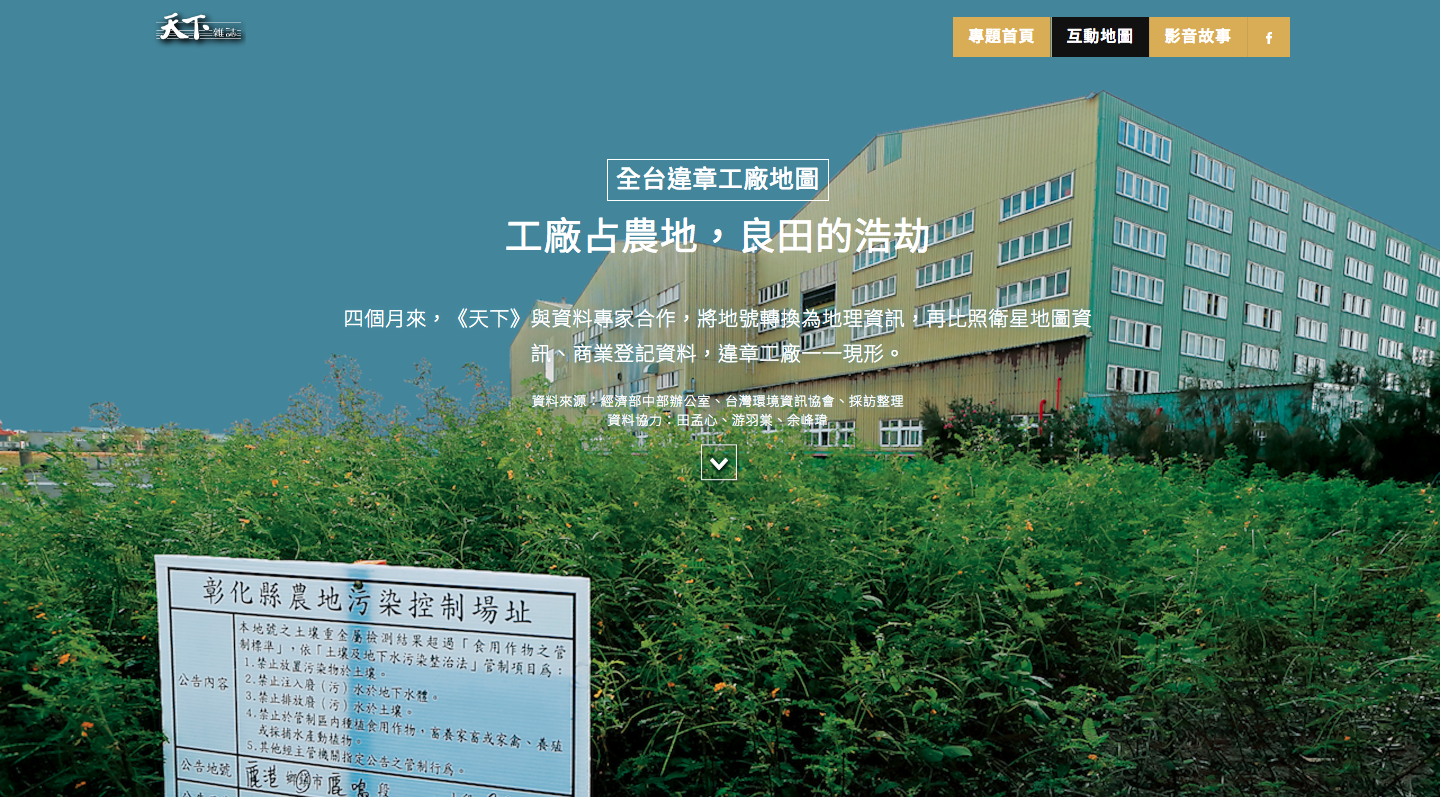 天下雜誌
專題首頁 互動地圖 影音故事 f
全台違章工廠地圖
工廠占農地，良田的浩劫
四個月來，《天下》與資料專家合作，將地號轉換為地理資訊，再比照衛星地圖資
訊、商業登記資料，違章工廠一一現形。
資料來源：經濟部中部辦公室、台灣環境資訊協會、採訪整理
資料協力：田孟心、游羽棠、余峰瑋
彰化縣農地污染控制場址
公告內容
本地號之土壤重金屬檢測結果超過「食用作物之管
制標準」，依「土壤及地下水污染整治法」管制項目為：
1.禁止放置污染物於土壤。
2.禁止注入廢（污）水於地下水體。
3.禁止排放廢（污）水於土壤。
4.禁止於管制區內種植食用作物，畜養家畜或家禽、養殖
或採捕水產動植物。
5.其他經主管機關指定公告之管制行為。
公告地號 鹿港 鄉鎮市 鹿鳴 段